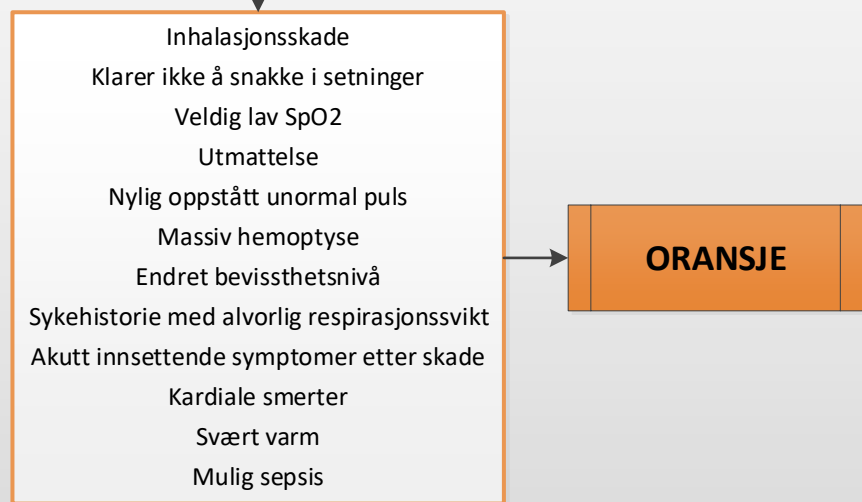 Inhalasjonsskade
Klarer ikke å snakke i setninger
Veldig lav SpO2
Utmattelse
Nylig oppstått unormal puls
Massiv hemoptyse
Endret bevissthetsnivå
Sykehistorie med alvorlig respirasjonssvikt
Akutt innsettende symptomer etter skade
Kardiale smerter
Svært varm
Mulig sepsis
ORANSJE